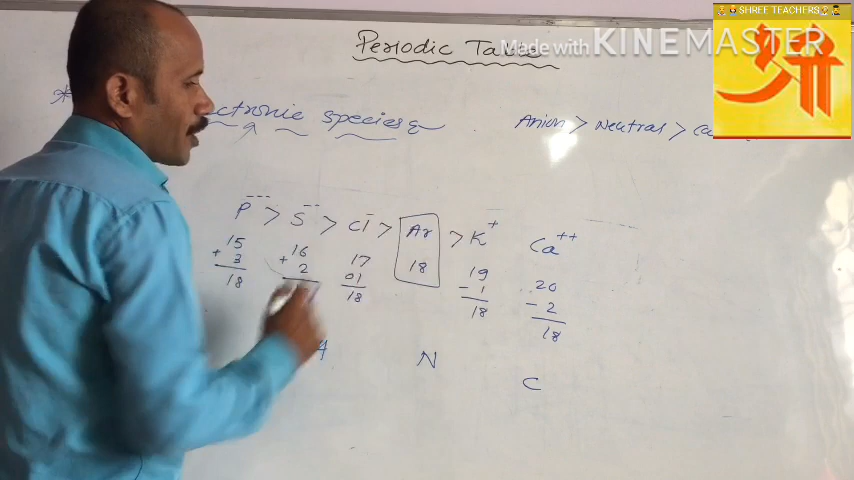 SHREE TEACHERS
Made with KINEMASTER
श्री
Periodic Table
species
Anion > Neutral >
P--- > S-- > Cl- > Ar > K+ Ca++
15 16 17 18 19 20
+ 3 + 2 01 - 1 - 2
18 18 18 18
N
C